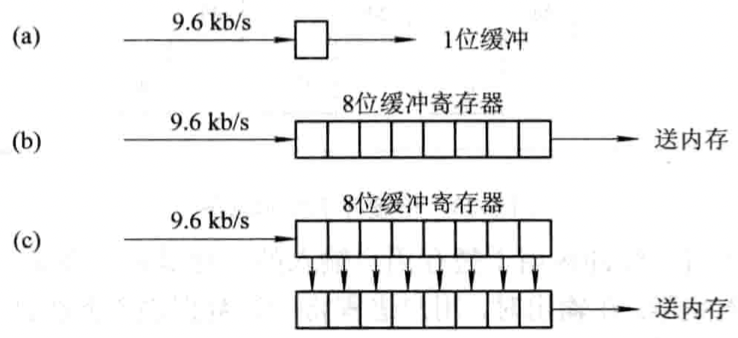 (a) 9.6 kb/s 1位缓冲
8位缓冲寄存器
(b) 9.6 kb/s 送内存
8位缓冲寄存器
(c) 9.6 kb/s
送内存